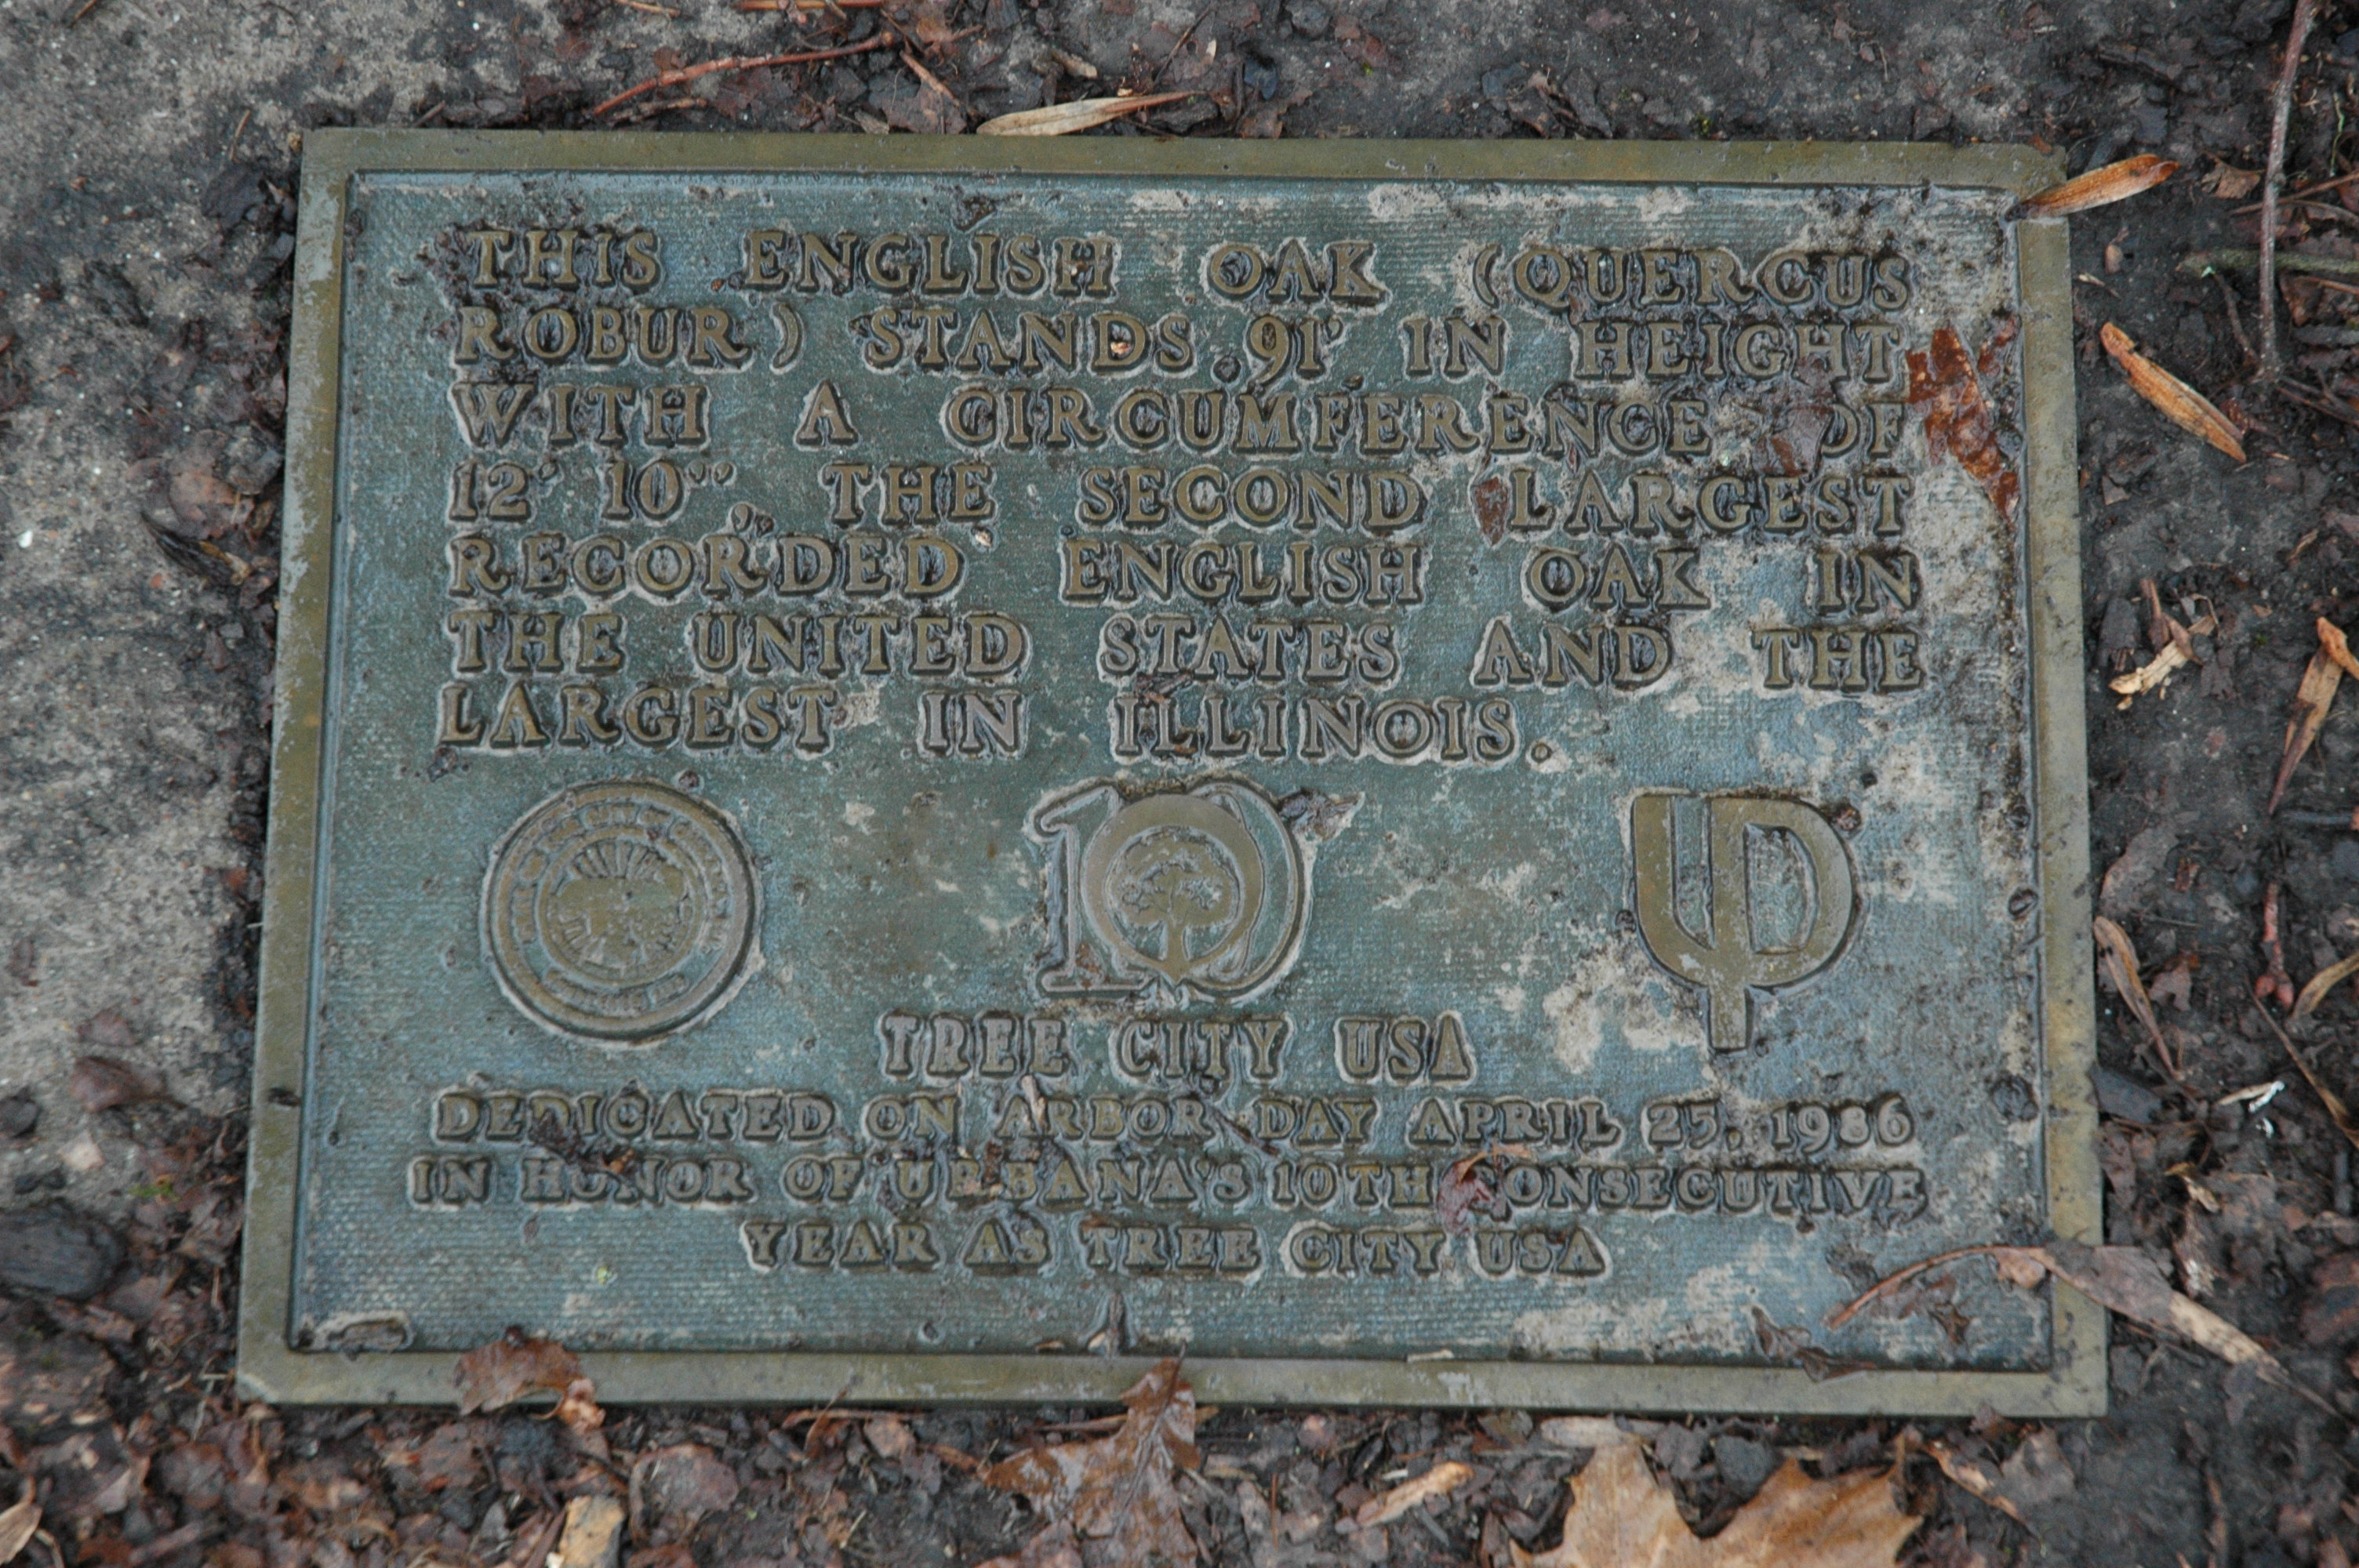 THIS ENGLISH OAK (QUERCUS
ROBUR) STANDS 91' IN HEIGHT
WITH A CIRCUMFERENCE OF
12' 10", THE SECOND LARGEST
RECORDED ENGLISH OAK IN
THE UNITED STATES AND THE
LARGEST IN ILLINOIS.
10
TREE CITY USA
DEDICATED ON ARBOR DAY APRIL 25, 1986
IN HONOR OF URBANA'S 10TH CONSECUTIVE
YEAR AS TREE CITY USA